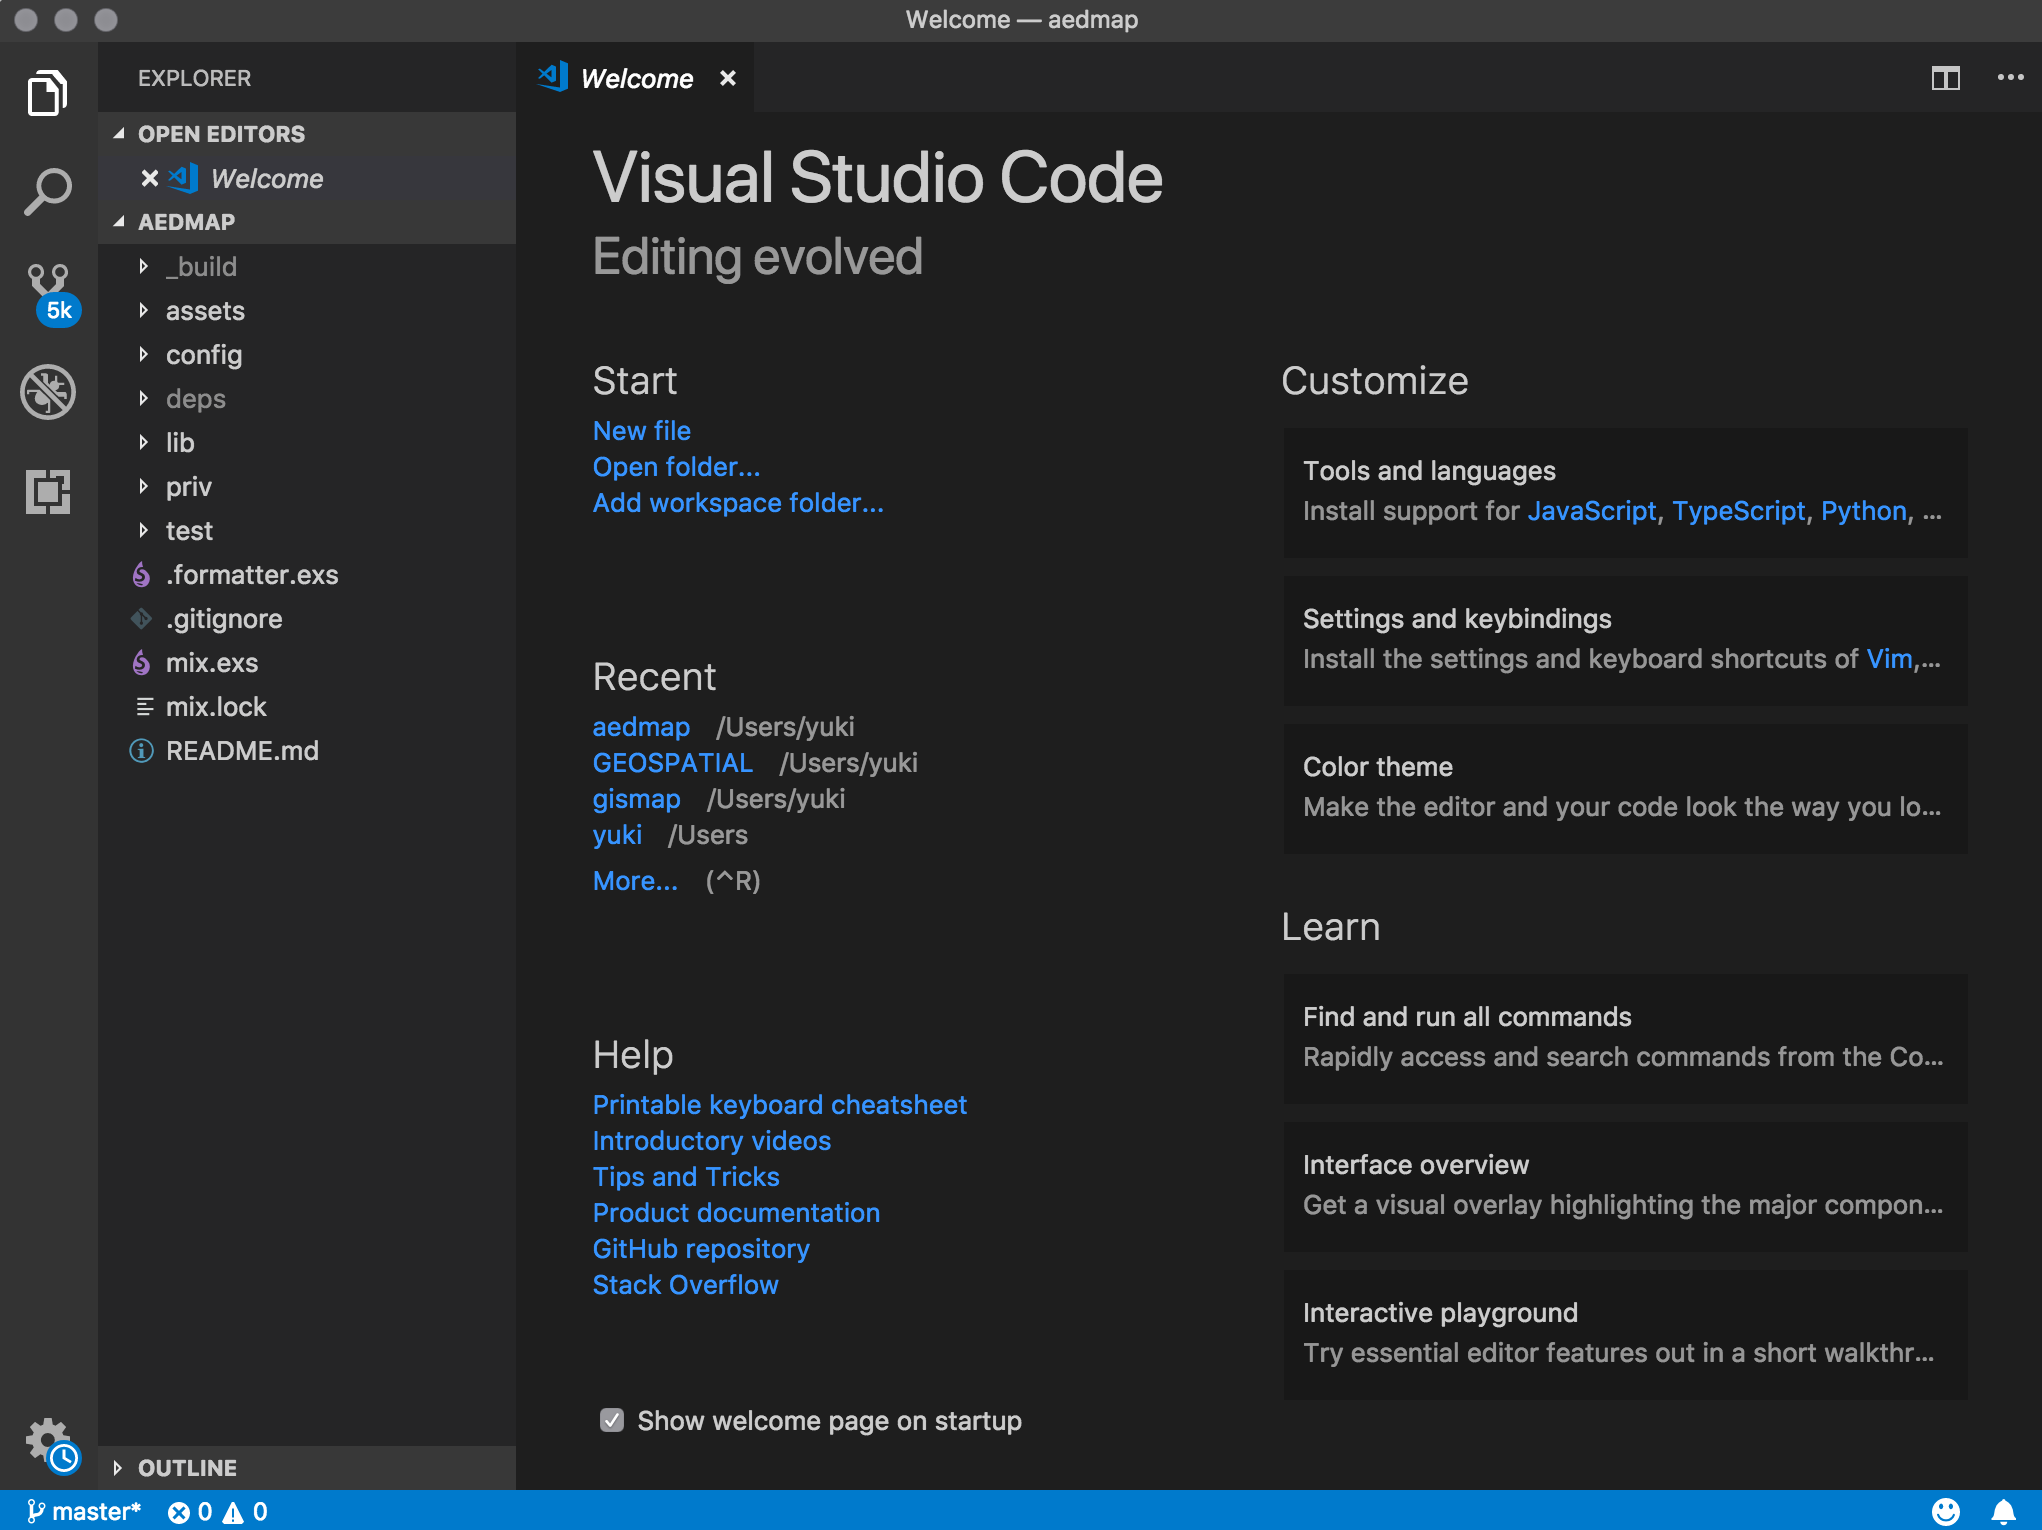 Welcome — aedmap
EXPLORER
OPEN EDITORS
Welcome
AEDMAP
_build
assets
config
deps
lib
priv
test
.formatter.exs
.gitignore
mix.exs
mix.lock
README.md
OUTLINE
5k
Welcome
Visual Studio Code
Editing evolved
Start
New file
Open folder...
Add workspace folder...
Recent
aedmap /Users/yuki
GEOSPATIAL /Users/yuki
gismap /Users/yuki
yuki /Users
More... (^R)
Help
Printable keyboard cheatsheet
Introductory videos
Tips and Tricks
Product documentation
GitHub repository
Stack Overflow
Show welcome page on startup
Customize
Tools and languages
Install support for JavaScript, TypeScript, Python, ...
Settings and keybindings
Install the settings and keyboard shortcuts of Vim,...
Color theme
Make the editor and your code look the way you lo...
Learn
Find and run all commands
Rapidly access and search commands from the Co...
Interface overview
Get a visual overlay highlighting the major compon...
Interactive playground
Try essential editor features out in a short walkthr...
master* 0 0